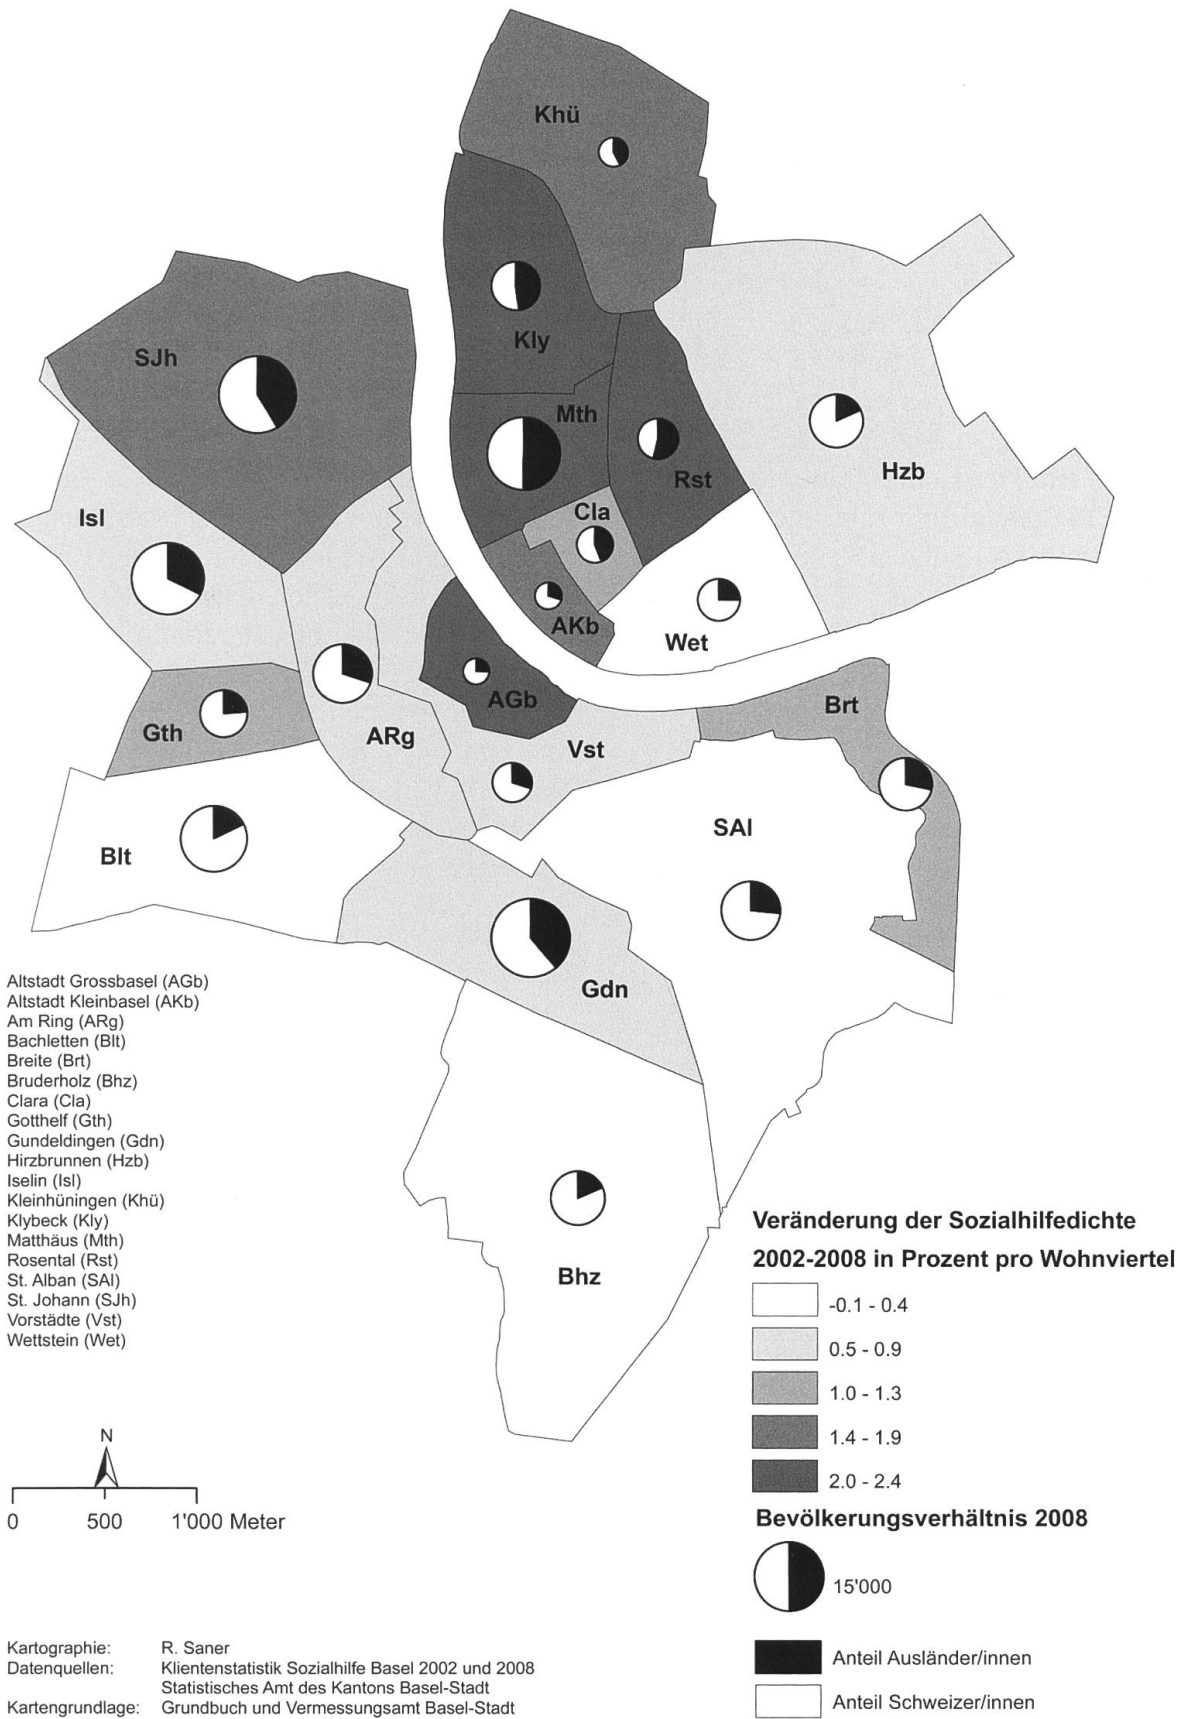 Khü
SJh
Kly
Mth
Hzb
Rst
Isl
Cla
AKb
Wet
AGb
Brt
Gth
ARg
Vst
SAl
Blt
Gdn
Altstadt Grossbasel (AGb)
Altstadt Kleinbasel (AKb)
Am Ring (ARg)
Bachletten (Blt)
Breite (Brt)
Bruderholz (Bhz)
Clara (Cla)
Gotthelf (Gth)
Gundeldingen (Gdn)
Hirzbrunnen (Hzb)
Iselin (Isl)
Kleinhüningen (Khü)
Klybeck (Kly)
Matthäus (Mth)
Rosental (Rst)
St. Alban (SAl)
St. Johann (SJh)
Vorstädte (Vst)
Wettstein (Wet)
Bhz
Veränderung der Sozialhilfedichte
2002-2008 in Prozent pro Wohnviertel
-0.1 - 0.4
0.5 - 0.9
1.0 - 1.3
1.4 - 1.9
2.0 - 2.4
N
0 500 1'000 Meter
Bevölkerungsverhältnis 2008
15'000
Anteil Ausländer/innen
Anteil Schweizer/innen
Kartographie: R. Saner
Datenquellen: Klientenstatistik Sozialhilfe Basel 2002 und 2008
Statistisches Amt des Kantons Basel-Stadt
Kartengrundlage: Grundbuch und Vermessungsamt Basel-Stadt